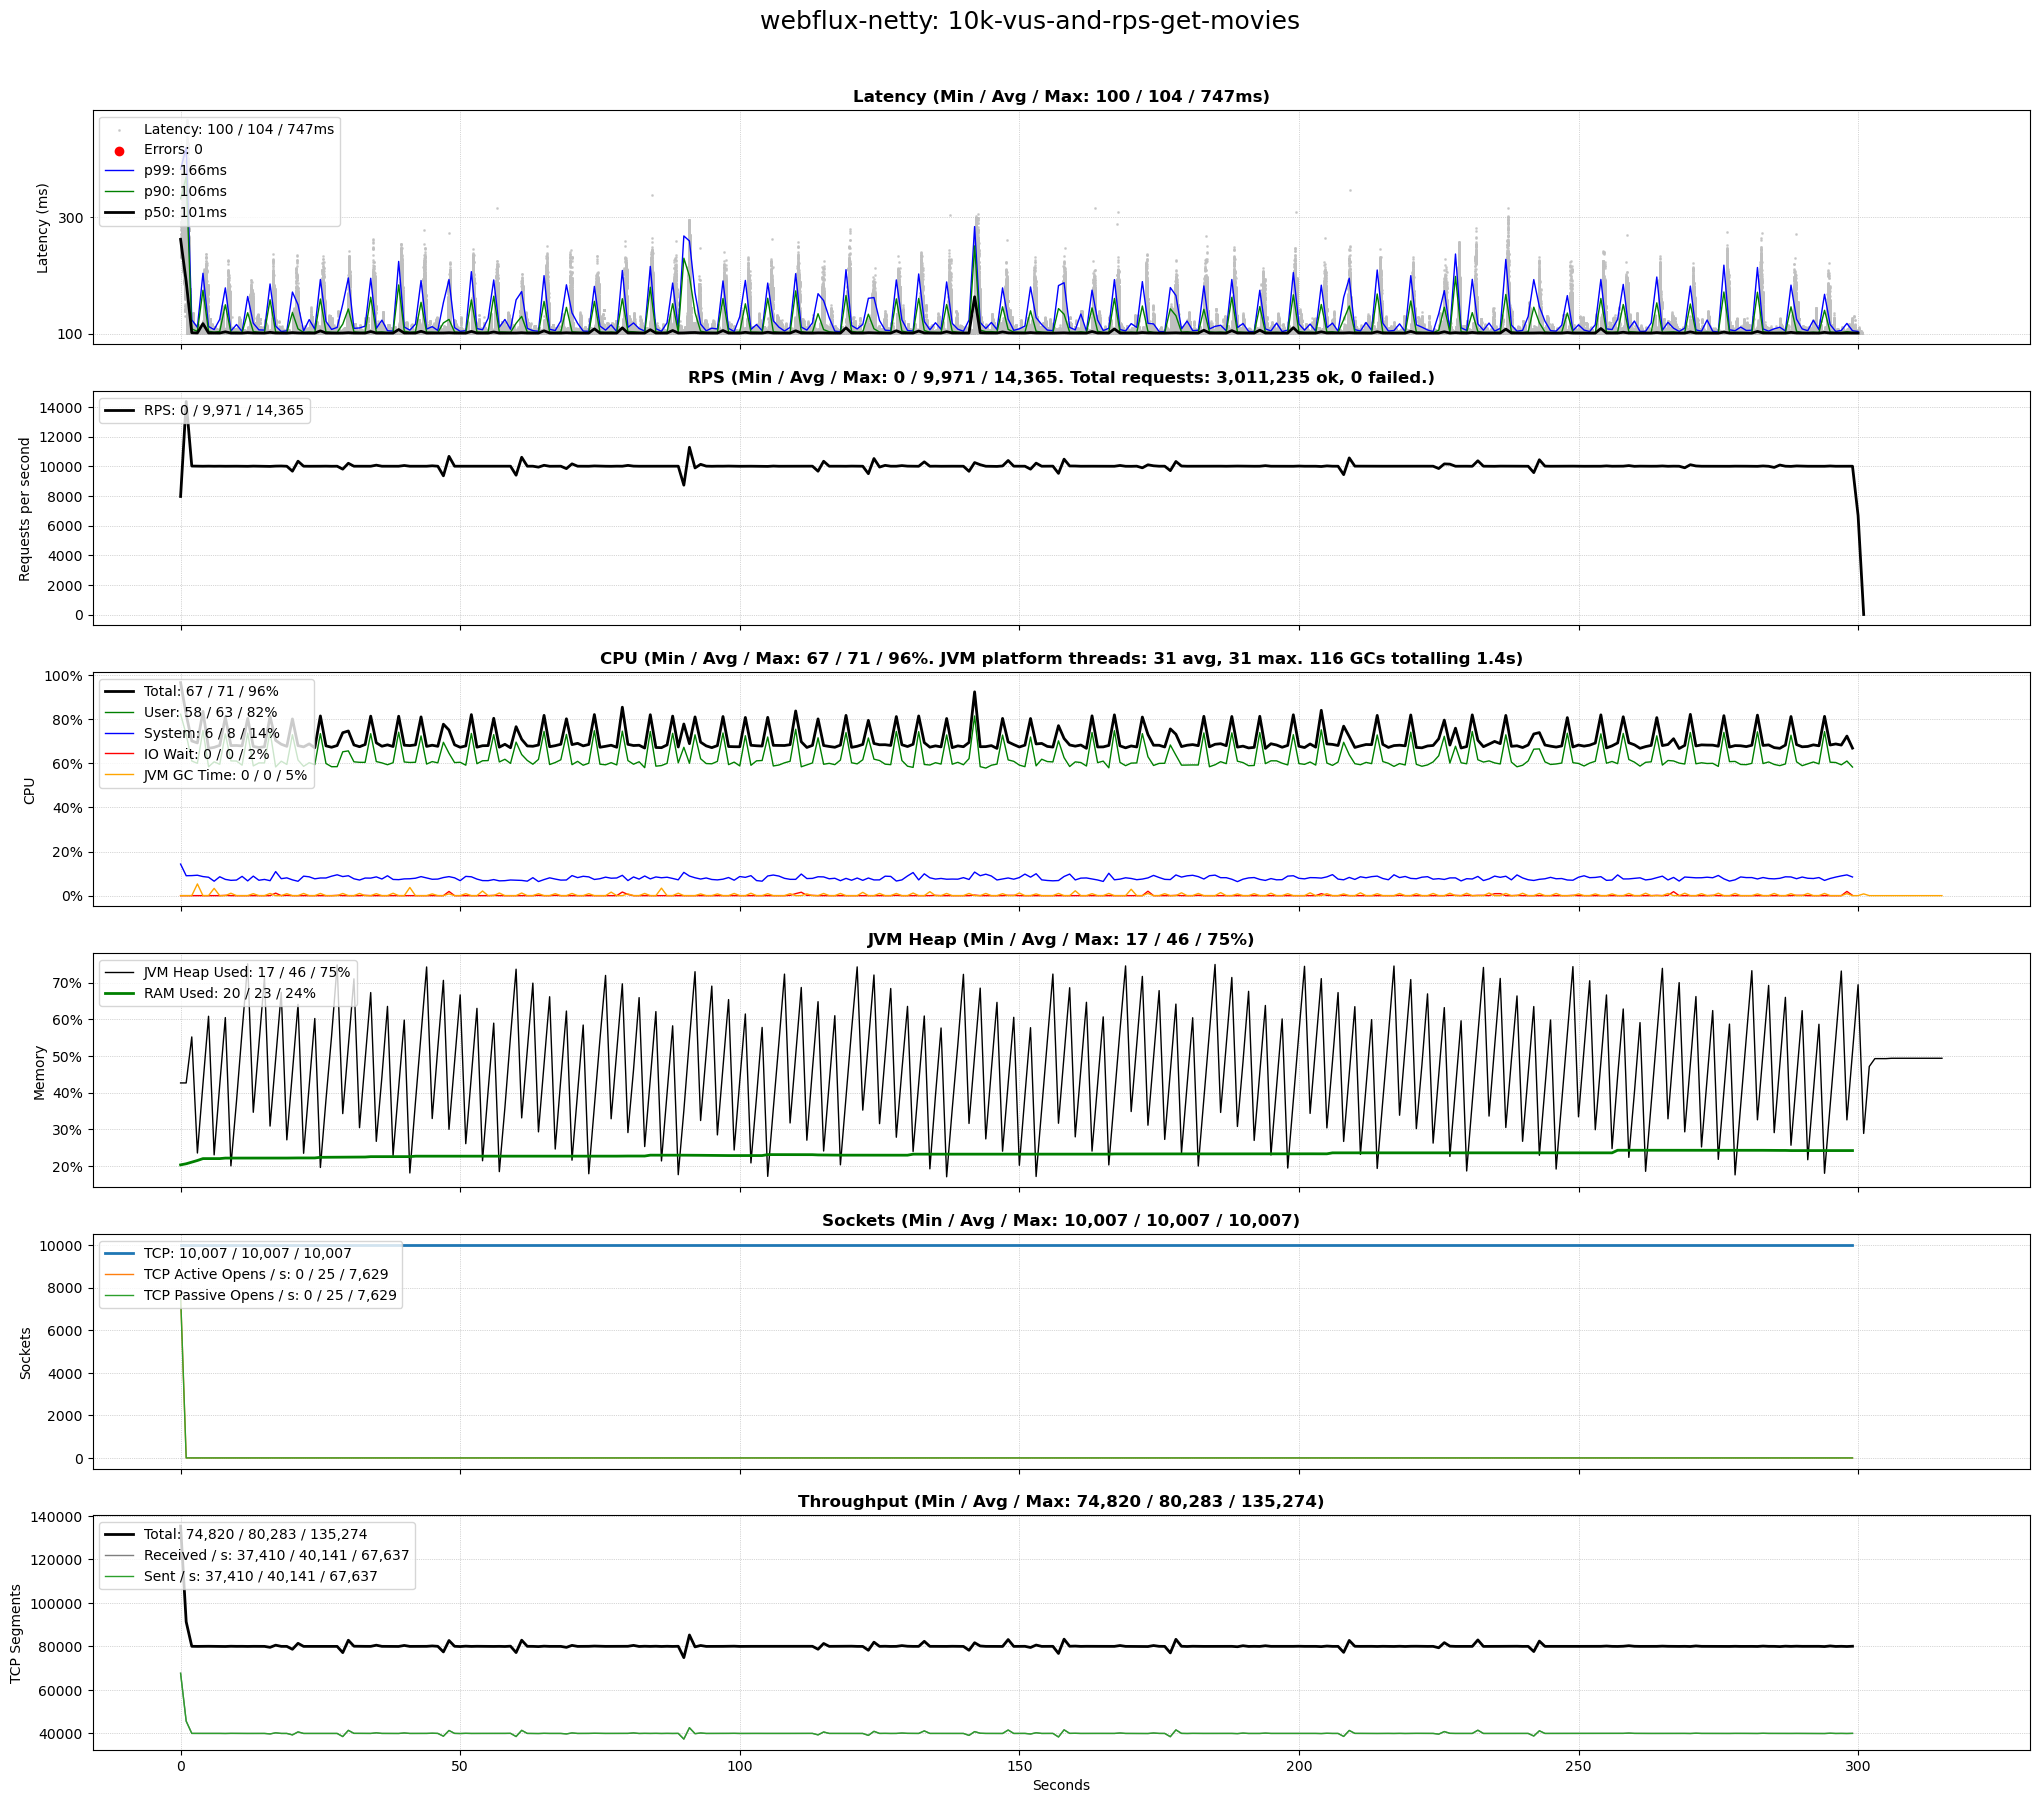 webflux-netty: 10k-vus-and-rps-get-movies
Latency (Min / Avg / Max: 100 / 104 / 747ms)
Latency: 100 / 104 / 747ms
Errors: 0
p99: 166ms
p90: 106ms
p50: 101ms
Latency (ms)
300
100
RPS (Min / Avg / Max: 0 / 9,971 / 14,365. Total requests: 3,011,235 ok, 0 failed.)
RPS: 0 / 9,971 / 14,365
Requests per second
14000
12000
10000
8000
6000
4000
2000
0
CPU (Min / Avg / Max: 67 / 71 / 96%. JVM platform threads: 31 avg, 31 max. 116 GCs totalling 1.4s)
Total: 67 / 71 / 96%
User: 58 / 63 / 82%
System: 6 / 8 / 14%
IO Wait: 0 / 0 / 2%
JVM GC Time: 0 / 0 / 5%
CPU
100%
80%
60%
40%
20%
0%
JVM Heap (Min / Avg / Max: 17 / 46 / 75%)
JVM Heap Used: 17 / 46 / 75%
RAM Used: 20 / 23 / 24%
Memory
70%
60%
50%
40%
30%
20%
Sockets (Min / Avg / Max: 10,007 / 10,007 / 10,007)
TCP: 10,007 / 10,007 / 10,007
TCP Active Opens / s: 0 / 25 / 7,629
TCP Passive Opens / s: 0 / 25 / 7,629
Sockets
10000
8000
6000
4000
2000
0
Throughput (Min / Avg / Max: 74,820 / 80,283 / 135,274)
Total: 74,820 / 80,283 / 135,274
Received / s: 37,410 / 40,141 / 67,637
Sent / s: 37,410 / 40,141 / 67,637
TCP Segments
140000
120000
100000
80000
60000
40000
0 50 100 150 200 250 300
Seconds